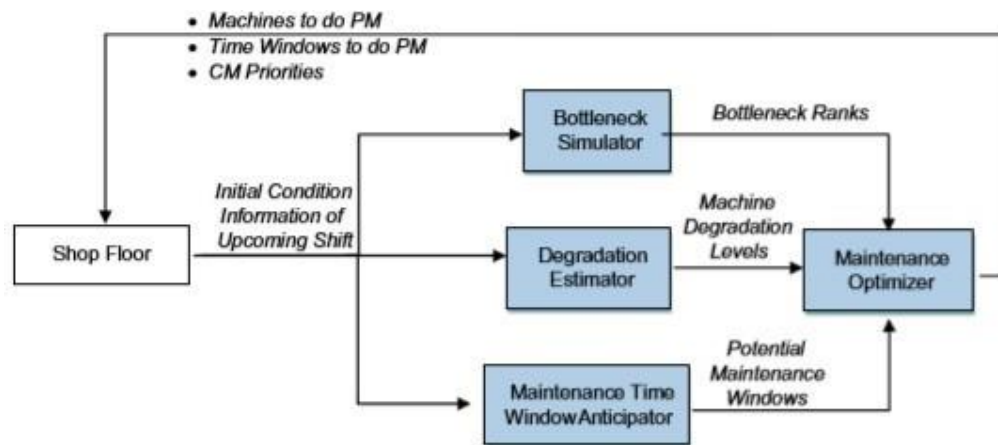 • Machines to do PM
• Time Windows to do PM
• CM Priorities
Bottleneck
Simulator
Bottleneck Ranks
Initial Condition
Information of
Upcoming Shift
Shop Floor
Degradation
Estimator
Machine
Degradation
Levels
Maintenance
Optimizer
Maintenance Time
WindowAnticipator
Potential
Maintenance
Windows